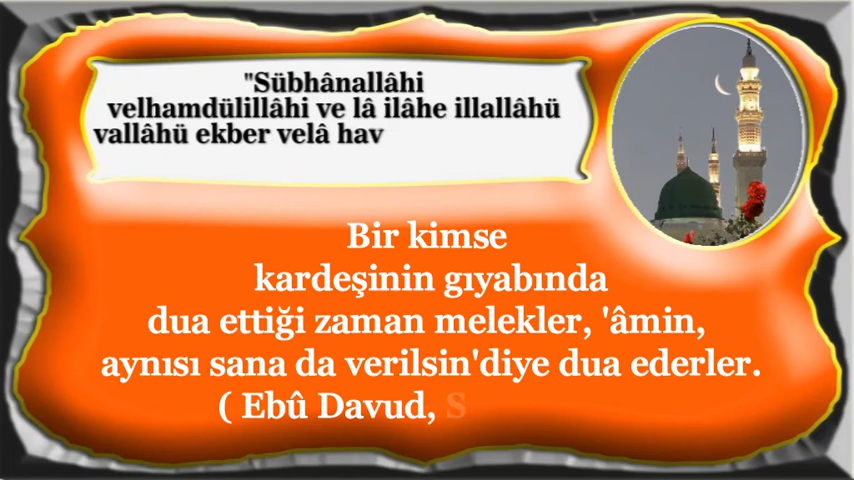 "Sübhânallâhi
velhamdülillâhi ve lâ ilâhe illallâhü
vallâhü ekber velâ hav
Bir kimse
kardeşinin gıyabında
dua ettiği zaman melekler, 'âmin,
aynısı sana da verilsin'diye dua ederler.
( Ebû Davud, S